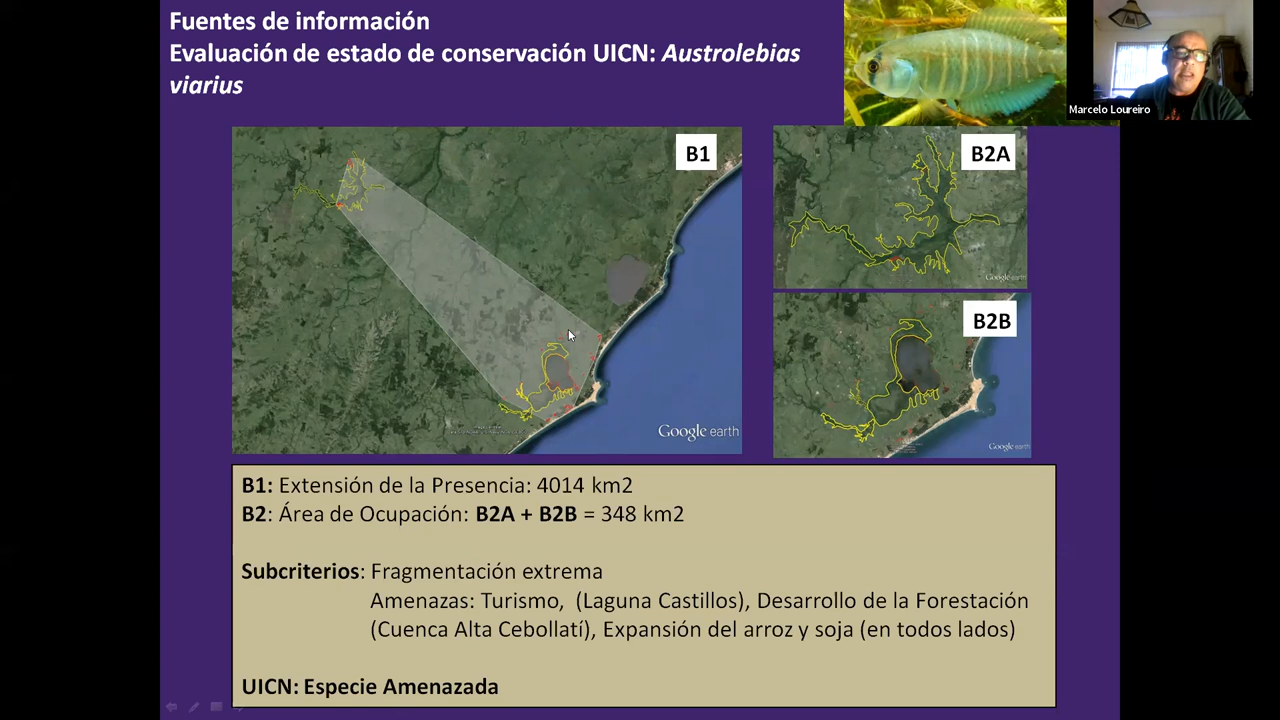 Fuentes de información
Evaluación de estado de conservación UICN: Austrolebias
viarius
Marcelo Loureiro
B1
B2A
Google earth
B2B
Google earth
Google earth
B1: Extensión de la Presencia: 4014 km2
B2: Área de Ocupación: B2A + B2B = 348 km2
Subcriterios: Fragmentación extrema
Amenazas: Turismo, (Laguna Castillos), Desarrollo de la Forestación
(Cuenca Alta Cebollatí), Expansión del arroz y soja (en todos lados)
UICN: Especie Amenazada